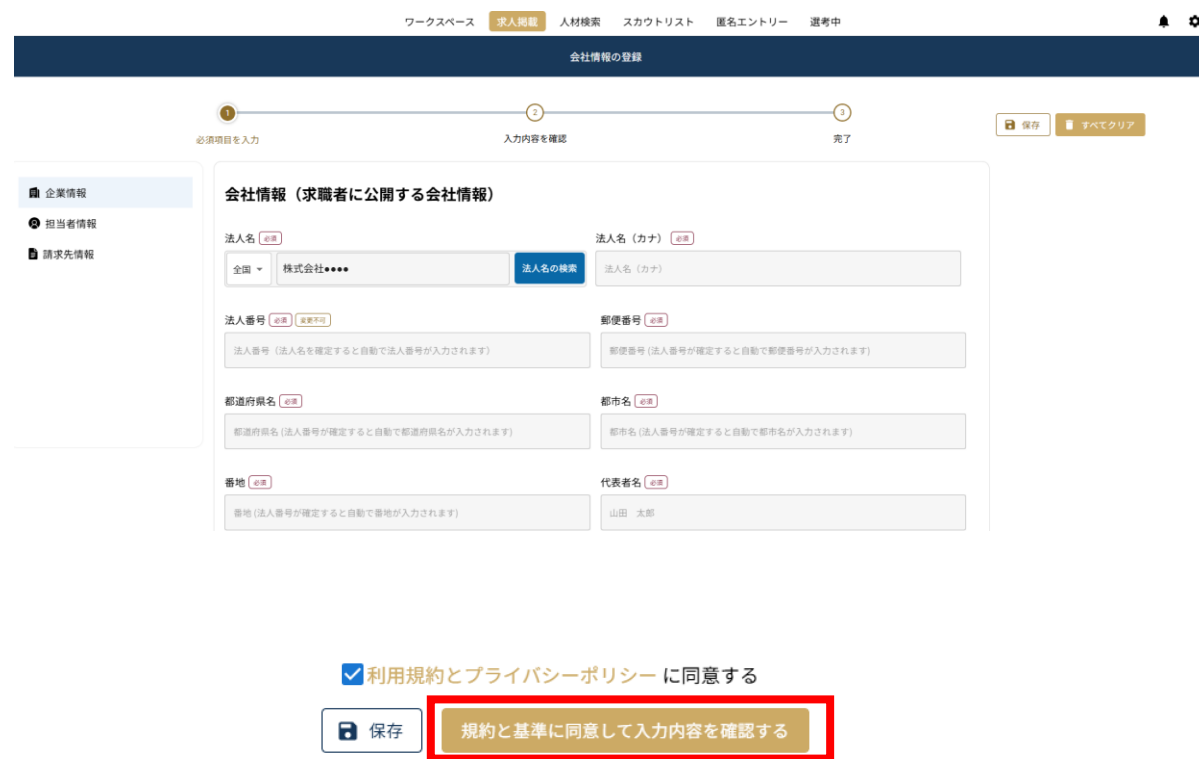 ワークスペース 求人掲載 人材検索 スカウトリスト 匿名エントリー 選考中
会社情報の登録
1 2 3
必須項目を入力 入力内容を確認 完了
保存 すべてクリア
企業情報
担当者情報
請求先情報
会社情報（求職者に公開する会社情報）
法人名 必須 法人名（カナ） 必須
全国 株式会社●●●● 法人名の検索 法人名（カナ）
法人番号 必須 変更不可 郵便番号 必須
法人番号（法人名を確定すると自動で法人番号が入力されます） 郵便番号 (法人番号が確定すると自動で郵便番号が入力されます)
都道府県名 必須 都市名 必須
都道府県名 (法人番号が確定すると自動で都道府県名が入力されます) 都市名 (法人番号が確定すると自動で都市名が入力されます)
番地 必須 代表者名 必須
番地 (法人番号が確定すると自動で番地が入力されます) 山田　太郎
利用規約とプライバシーポリシー に同意する
保存 規約と基準に同意して入力内容を確認する